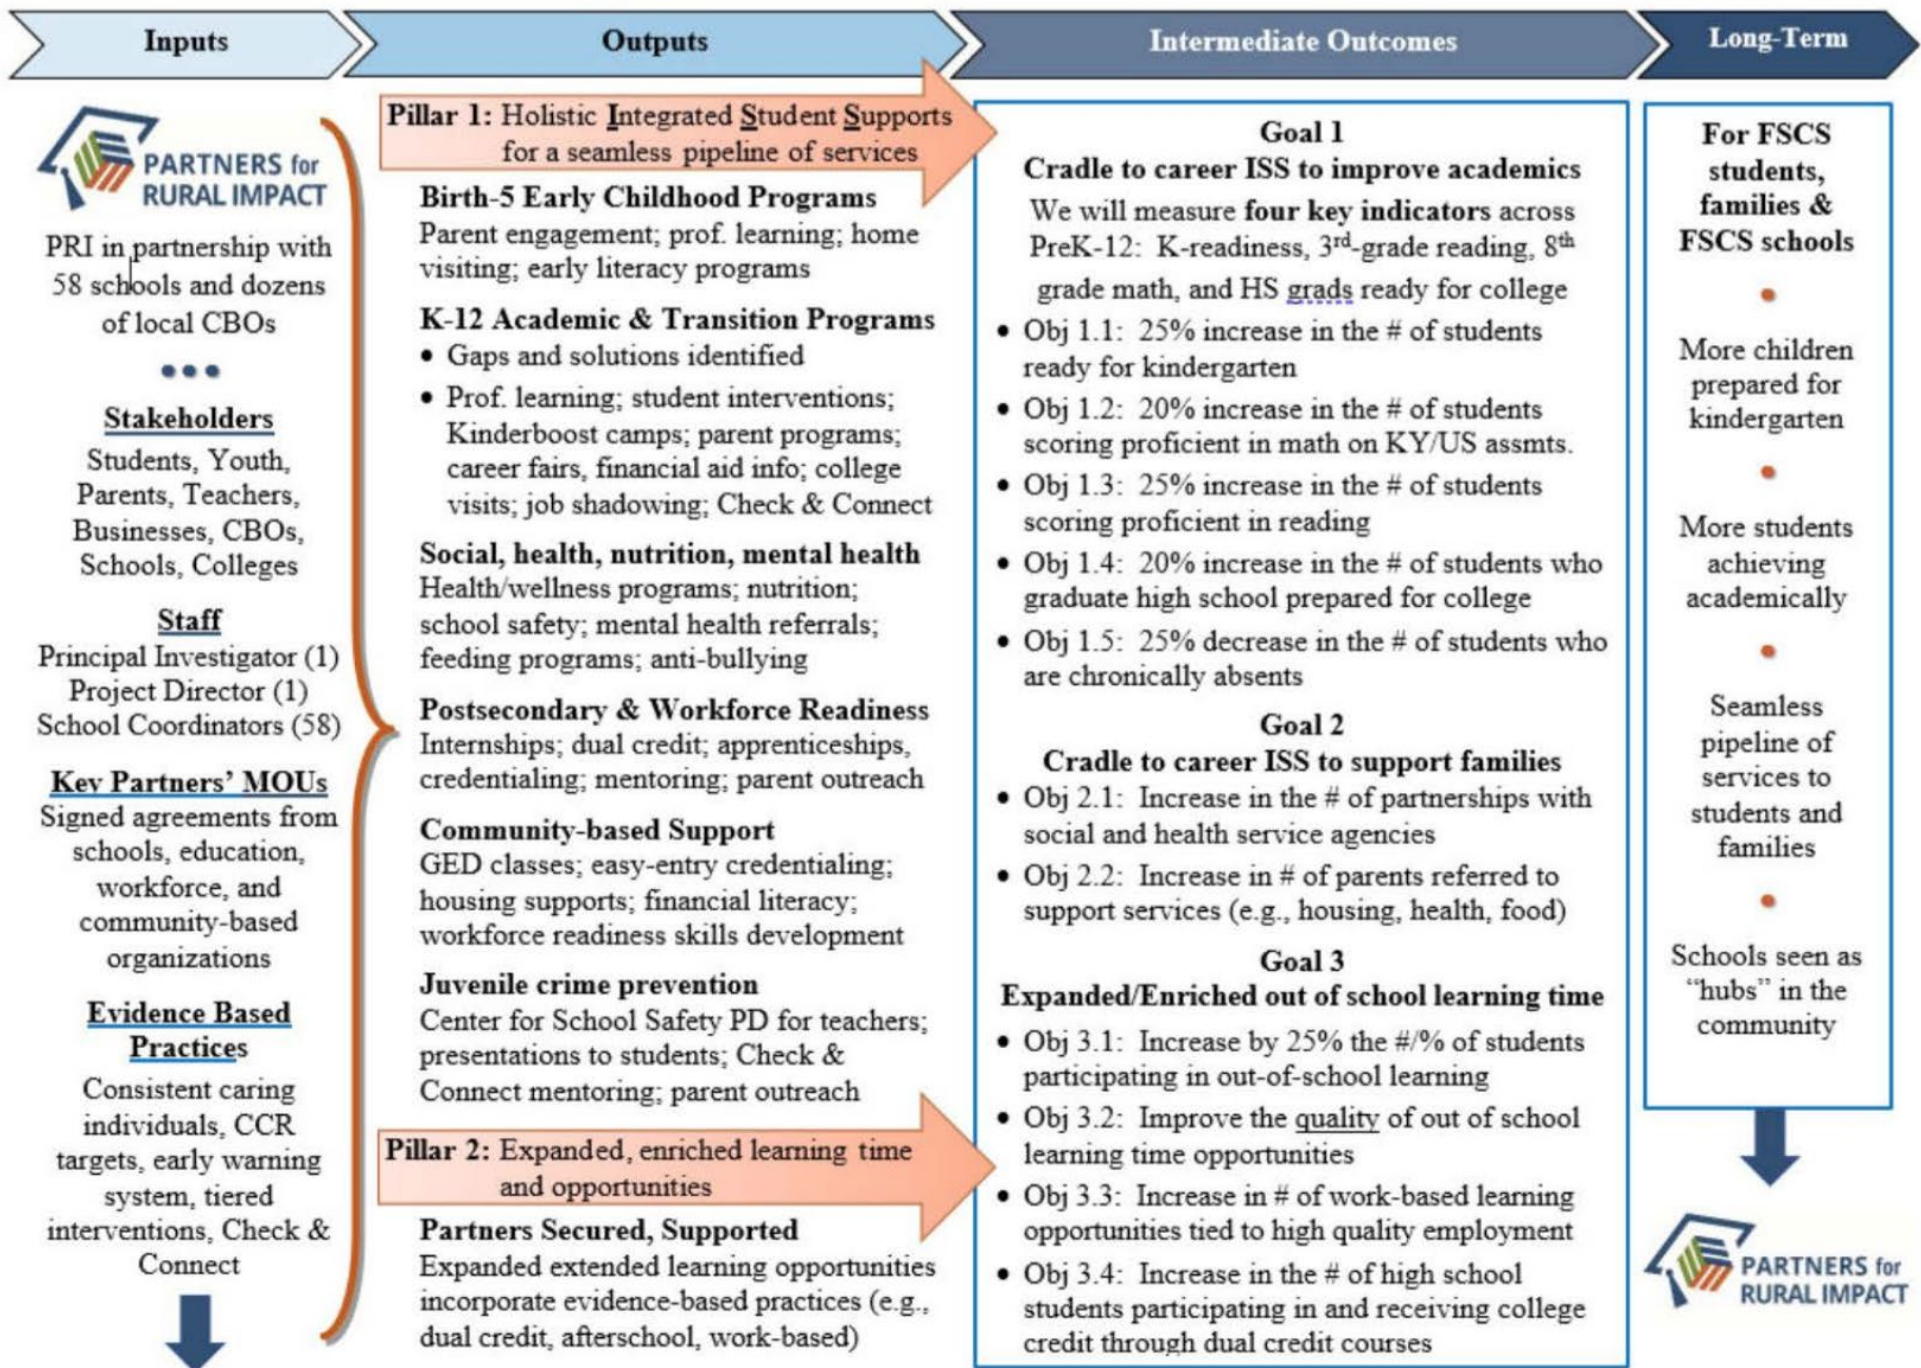 Inputs
Outputs
Intermediate Outcomes
Long-Term
PARTNERS for
RURAL IMPACT
PRI in partnership with
58 schools and dozens
of local CBOs
Stakeholders
Students, Youth,
Parents, Teachers,
Businesses, CBOs,
Schools, Colleges
Staff
Principal Investigator (1)
Project Director (1)
School Coordinators (58)
Key Partners' MOUs
Signed agreements from
schools, education,
workforce, and
community-based
organizations
Evidence Based
Practices
Consistent caring
individuals, CCR
targets, early warning
system, tiered
interventions, Check &
Connect
Pillar 1: Holistic Integrated Student Supports
for a seamless pipeline of services
Birth-5 Early Childhood Programs
Parent engagement; prof. learning; home
visiting; early literacy programs
K-12 Academic & Transition Programs
• Gaps and solutions identified
• Prof. learning; student interventions;
Kinderboost camps; parent programs;
career fairs, financial aid info; college
visits; job shadowing; Check & Connect
Social, health, nutrition, mental health
Health/wellness programs; nutrition;
school safety; mental health referrals;
feeding programs; anti-bullying
Postsecondary & Workforce Readiness
Internships; dual credit; apprenticeships,
credentialing; mentoring; parent outreach
Community-based Support
GED classes; easy-entry credentialing;
housing supports; financial literacy;
workforce readiness skills development
Juvenile crime prevention
Center for School Safety PD for teachers;
presentations to students; Check &
Connect mentoring; parent outreach
Pillar 2: Expanded, enriched learning time
and opportunities
Partners Secured, Supported
Expanded extended learning opportunities
incorporate evidence-based practices (e.g.,
dual credit, afterschool, work-based)
Goal 1
Cradle to career ISS to improve academics
We will measure four key indicators across
PreK-12: K-readiness, 3rd-grade reading, 8th
grade math, and HS grads ready for college
• Obj 1.1: 25% increase in the # of students
ready for kindergarten
• Obj 1.2: 20% increase in the # of students
scoring proficient in math on KY/US assmts.
• Obj 1.3: 25% increase in the # of students
scoring proficient in reading
• Obj 1.4: 20% increase in the # of students who
graduate high school prepared for college
• Obj 1.5: 25% decrease in the # of students who
are chronically absents
Goal 2
Cradle to career ISS to support families
• Obj 2.1: Increase in the # of partnerships with
social and health service agencies
• Obj 2.2: Increase in # of parents referred to
support services (e.g., housing, health, food)
Goal 3
Expanded/Enriched out of school learning time
• Obj 3.1: Increase by 25% the #/% of students
participating in out-of-school learning
• Obj 3.2: Improve the quality of out of school
learning time opportunities
• Obj 3.3: Increase in # of work-based learning
opportunities tied to high quality employment
• Obj 3.4: Increase in the # of high school
students participating in and receiving college
credit through dual credit courses
For FSCS
students,
families &
FSCS schools
More children
prepared for
kindergarten
More students
achieving
academically
Seamless
pipeline of
services to
students and
families
Schools seen as
"hubs" in the
community
PARTNERS for
RURAL IMPACT